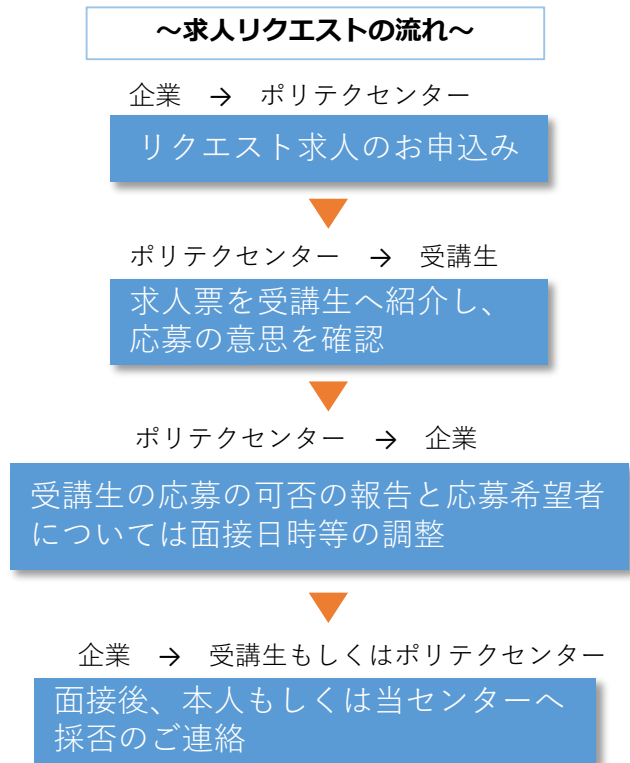 ～求人リクエストの流れ～
企業　→　ポリテクセンター
リクエスト求人のお申込み
ポリテクセンター　→　受講生
求人票を受講生へ紹介し、
応募の意思を確認
ポリテクセンター　→　企業
受講生の応募の可否の報告と応募希望者
については面接日時等の調整
企業　→　受講生もしくはポリテクセンター
面接後、本人もしくは当センターへ
採否のご連絡